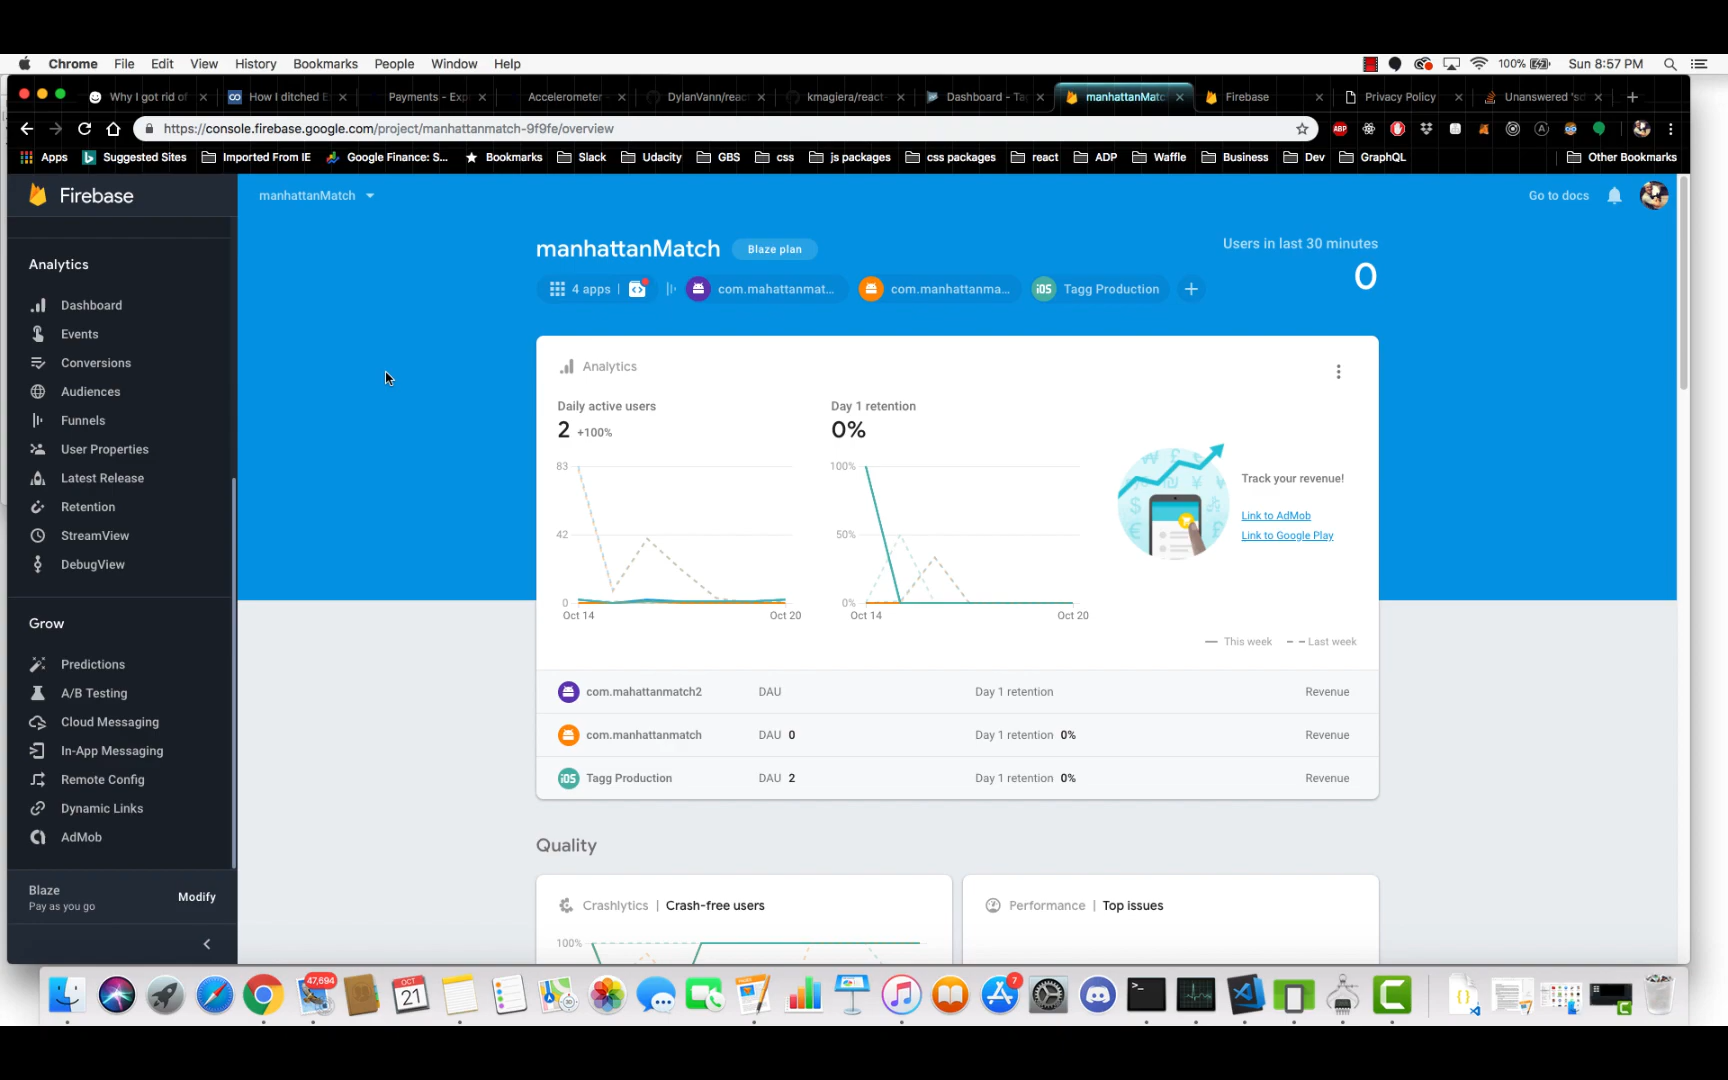 Chrome File Edit View History Bookmarks People Window Help 100% Sun 8:57 PM
Why I got rid of How I ditched E Payments - Exp Accelerometer DylanVann/reac kmagiera/react- Dashboard - Ta manhattanMatc Firebase Privacy Policy Unanswered 'sd
https://console.firebase.google.com/project/manhattanmatch-9f9fe/overview ABP
Apps Suggested Sites Imported From IE Google Finance: S... Bookmarks Slack Udacity GBS css js packages css packages react ADP Waffle Business Dev GraphQL Other Bookmarks
Firebase
manhattanMatch
Go to docs
Analytics
Dashboard
Events
Conversions
Audiences
Funnels
User Properties
Latest Release
Retention
StreamView
DebugView
Grow
Predictions
A/B Testing
Cloud Messaging
In-App Messaging
Remote Config
Dynamic Links
AdMob
Blaze
Pay as you go
Modify
manhattanMatch Blaze plan
Users in last 30 minutes
0
4 apps com.mahattanmat... com.manhattanma... iOS Tagg Production
Analytics
Daily active users
2 +100%
83
42
0
Oct 14 Oct 20
Day 1 retention
0%
100%
50%
0%
Oct 14 Oct 20
Track your revenue!
Link to AdMob
Link to Google Play
This week Last week
com.mahattanmatch2 DAU Day 1 retention Revenue
com.manhattanmatch DAU 0 Day 1 retention 0% Revenue
iOS Tagg Production DAU 2 Day 1 retention 0% Revenue
Quality
Crashlytics | Crash-free users
100%
Performance | Top issues
47,694
OCT
21
7